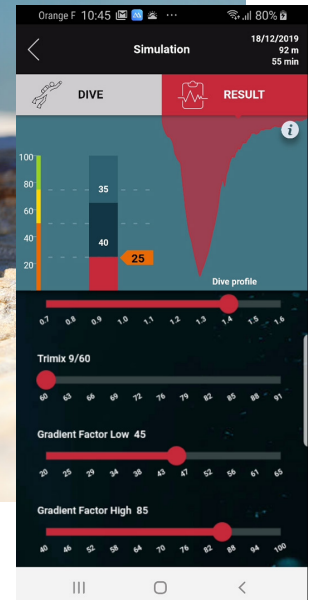 Orange F 10:45 ... 80%
Simulation
18/12/2019
92 m
55 min
DIVE
RESULT
i
100
80
60
40
20
35
40
25
Dive profile
0.7 0.8 0.9 1.0 1.1 1.2 1.3 1.4 1.5 1.6
Trimix 9/60
60 63 66 69 72 76 79 82 85 88 91
Gradient Factor Low 45
20 25 29 34 38 43 47 52 56 61 65
Gradient Factor High 85
40 46 52 58 64 70 76 82 88 94 100